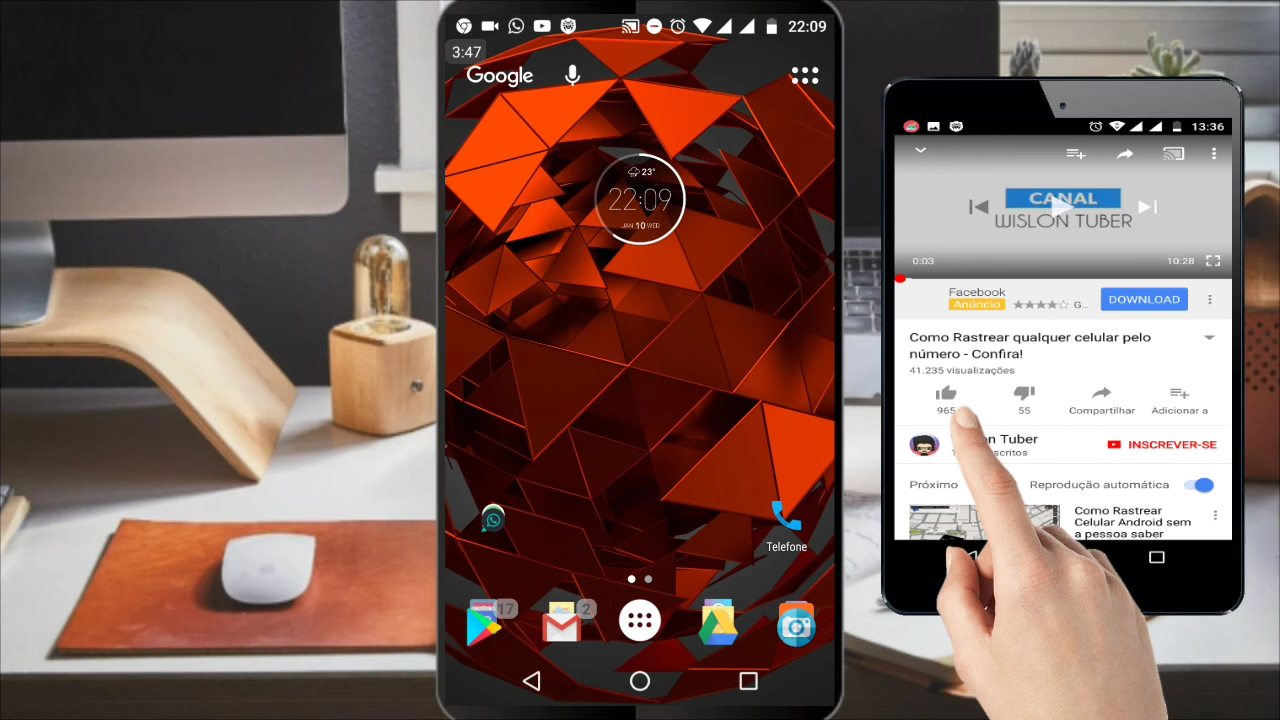 22:09
3:47
Google
23°
22:09
JAN 10 WED
Telefone
17
2
13:36
CANAL
WISLON TUBER
0:03
10:28
Facebook
Anúncio
G...
DOWNLOAD
Como Rastrear qualquer celular pelo
número - Confira!
41.235 visualizações
965
55
Compartilhar
Adicionar a
on Tuber
INSCREVER-SE
Próximo
Reprodução automática
Como Rastrear
Celular Android sem
a pessoa saber